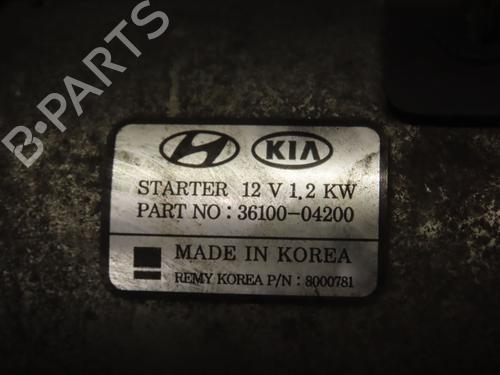 B-PARTS
KIA
STARTER 12 V 1.2 KW
PART NO : 36100-04200
MADE IN KOREA
REMY KOREA P/N : 8000781